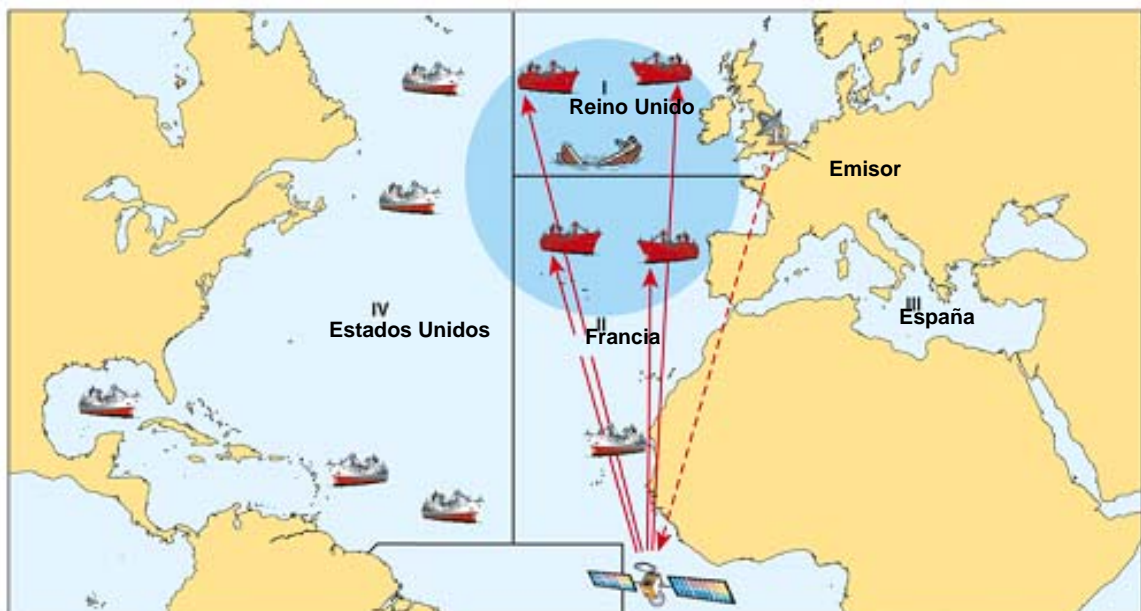 I
Reino Unido
Emisor
IV
Estados Unidos
II
Francia
III
España